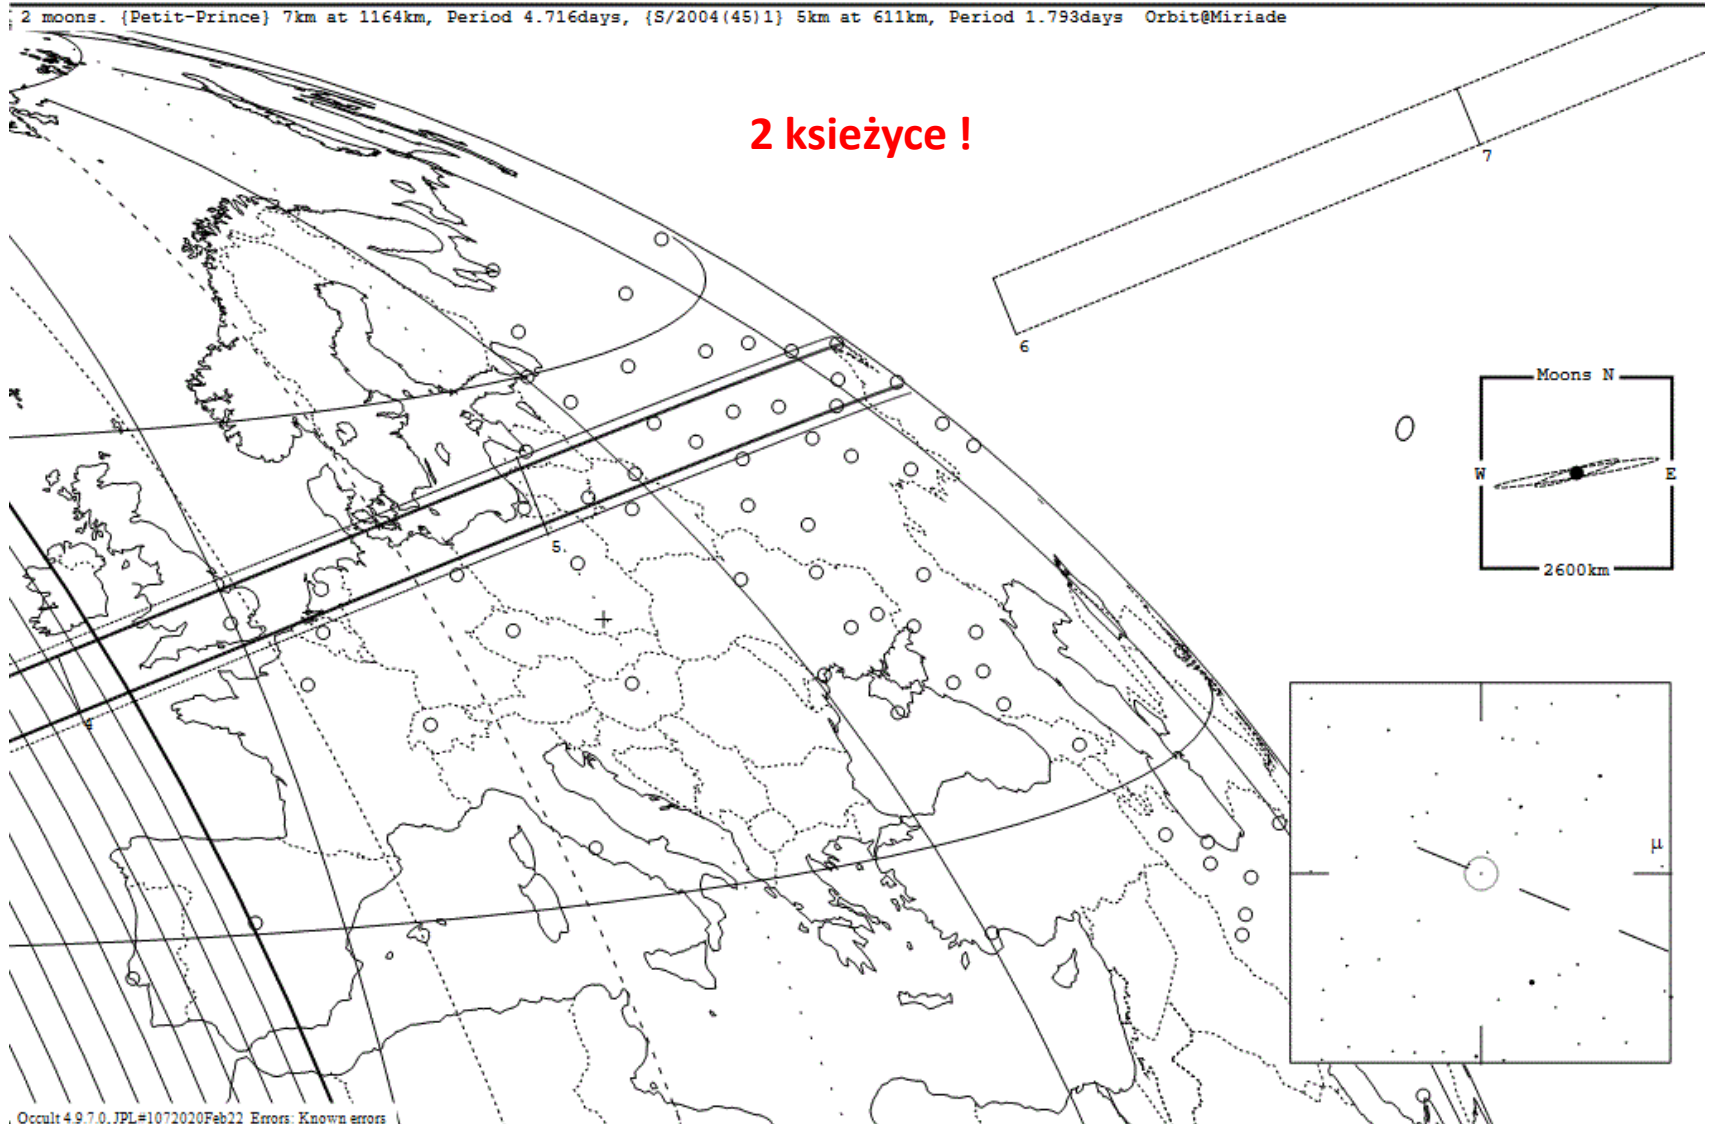 2 moons. {Petit-Prince} 7km at 1164km, Period 4.716days, {S/2004(45)1} 5km at 611km, Period 1.793days Orbit@Miriade
2 ksieżyce !
7
6
Moons N
W E
2600km
5.
4
μ
Occult 4.9.7.0, JPL#1072020Feb22 Errors: Known errors